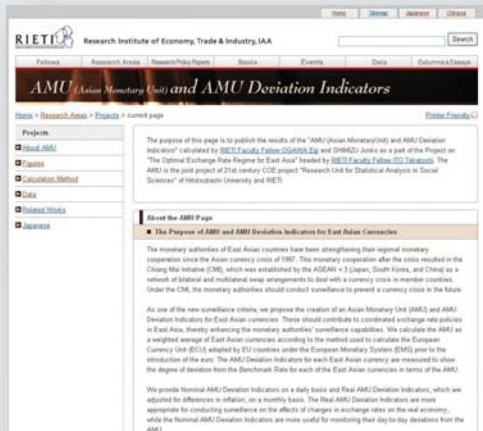 Home Sitemap Japanese Chinese
RIETI Research Institute of Economy, Trade & Industry, IAA
Search
Fellows Research Areas Research/Policy Papers Books Events Data Columns & Essays
AMU (Asian Monetary Unit) and AMU Deviation Indicators
Home > Research Areas > Projects > current page
Printer Friendly
Projects
About AMU
Figures
Calculation Method
Data
Related Works
Japanese
The purpose of this page is to publish the results of the "AMU (Asian MonetaryUnit) and AMU Deviation
Indicators" calculated by RIETI Faculty Fellow OGAWA Eiji and SHIMIZU Junko as a part of the Project on
"The Optimal Exchange Rate Regime for East Asia" headed by RIETI Faculty Fellow ITO Takatoshi. The
AMU is the joint project of 21st century COE project "Research Unit for Statistical Analysis in Social
Sciences" of Hitotsubashi University and RIETI.
About the AMU Page
The Purpose of AMU and AMU Deviation Indicators for East Asian Currencies
The monetary authorities of East Asian countries have been strengthening their regional monetary
cooperation since the Asian currency crisis of 1997. This monetary cooperation after the crisis resulted in the
Chiang Mai Initiative (CMI), which was established by the ASEAN + 3 (Japan, South Korea, and China) as a
network of bilateral and multilateral swap arrangements to deal with a currency crisis in member countries.
Under the CMI, the monetary authorities should conduct surveillance to prevent a currency crisis in the future.
As one of the new surveillance criteria, we propose the creation of an Asian Monetary Unit (AMU) and AMU
Deviation Indicators for East Asian currencies. These should contribute to coordinated exchange rate policies
in East Asia, thereby enhancing the monetary authorities' surveillance capabilities. We calculate the AMU as
a weighted average of East Asian currencies according to the method used to calculate the European
Currency Unit (ECU) adopted by EU countries under the European Monetary System (EMS) prior to the
introduction of the euro. The AMU Deviation Indicators for each East Asian currency are measured to show
the degree of deviation from the Benchmark Rate for each of the East Asian currencies in terms of the AMU.
We provide Nominal AMU Deviation Indicators on a daily basis and Real AMU Deviation Indicators, which are
adjusted for differences in inflation, on a monthly basis. The Real AMU Deviation Indicators are more
appropriate for conducting surveillance on the effects of changes in exchange rates on the real economy,
while the Nominal AMU Deviation Indicators are more useful for monitoring their day-to-day deviations from the
AMU.